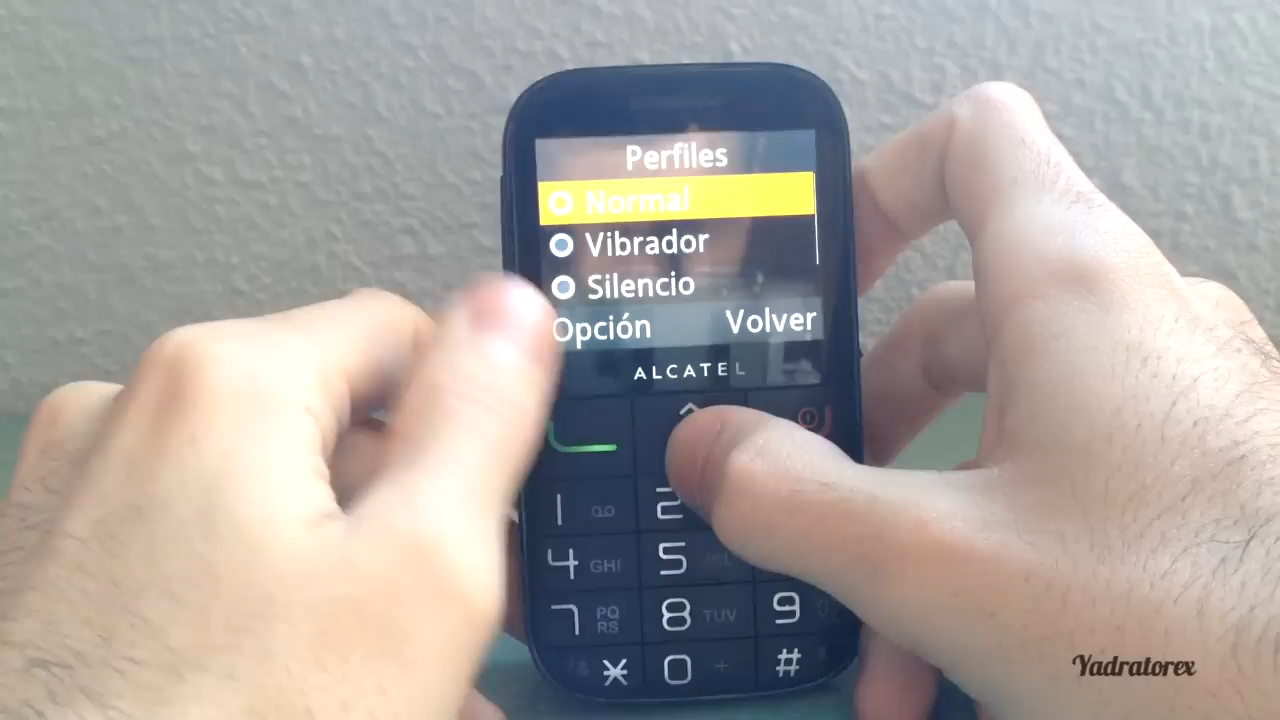 Perfiles
Normal
Vibrador
Silencio
Opción Volver
ALCATEL
1
2
4 GHI 5
7 PQRS 8 TUV 9
* 0 + #
Yadratorex